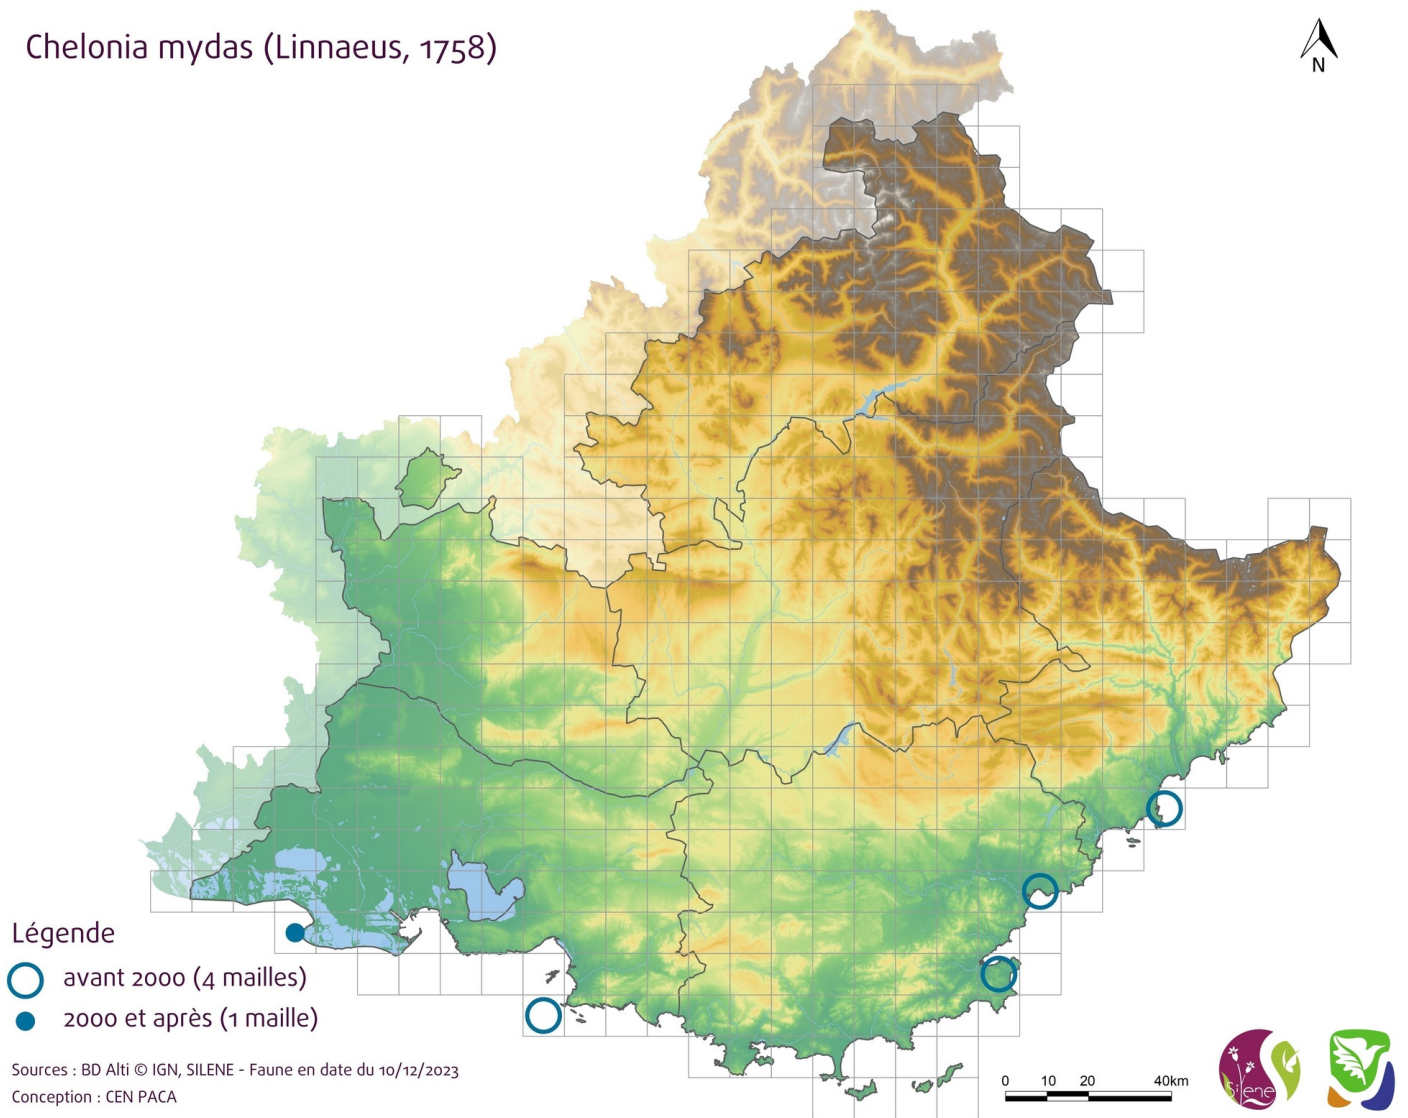 Chelonia mydas (Linnaeus, 1758)
N
Légende
avant 2000 (4 mailles)
2000 et après (1 maille)
Sources : BD Alti © IGN, SILENE - Faune en date du 10/12/2023
Conception : CEN PACA
0 10 20 40km
Silene